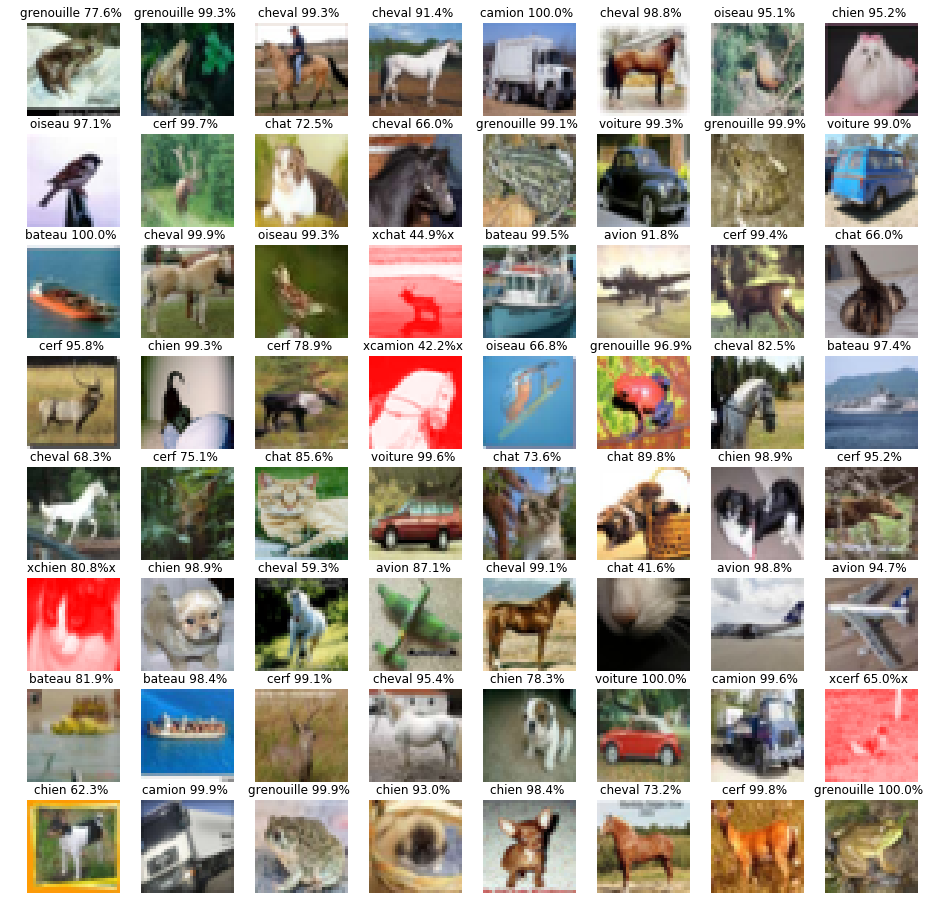 grenouille 77.6% grenouille 99.3% cheval 99.3% cheval 91.4% camion 100.0% cheval 98.8% oiseau 95.1% chien 95.2%
oiseau 97.1% cerf 99.7% chat 72.5% cheval 66.0% grenouille 99.1% voiture 99.3% grenouille 99.9% voiture 99.0%
bateau 100.0% cheval 99.9% oiseau 99.3% xchat 44.9%x bateau 99.5% avion 91.8% cerf 99.4% chat 66.0%
cerf 95.8% chien 99.3% cerf 78.9% xcamion 42.2%x oiseau 66.8% grenouille 96.9% cheval 82.5% bateau 97.4%
cheval 68.3% cerf 75.1% chat 85.6% voiture 99.6% chat 73.6% chat 89.8% chien 98.9% cerf 95.2%
xchien 80.8%x chien 98.9% cheval 59.3% avion 87.1% cheval 99.1% chat 41.6% avion 98.8% avion 94.7%
bateau 81.9% bateau 98.4% cerf 99.1% cheval 95.4% chien 78.3% voiture 100.0% camion 99.6% xcerf 65.0%x
chien 62.3% camion 99.9% grenouille 99.9% chien 93.0% chien 98.4% cheval 73.2% cerf 99.8% grenouille 100.0%